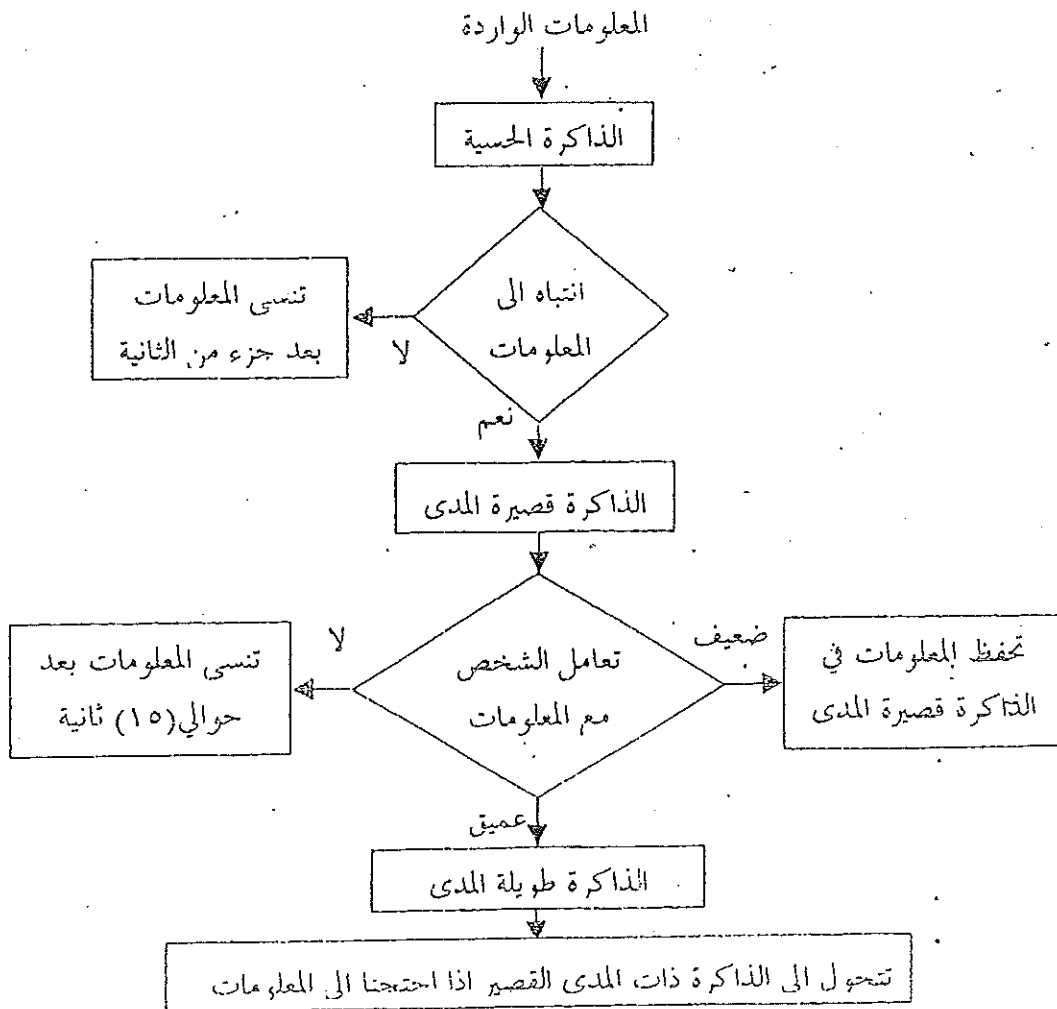 المعلومات الواردة
الذاكرة الحسية
انتباه الى
المعلومات
لا
تنسى المعلومات
بعد جزء من الثانية
نعم
الذاكرة قصيرة المدى
تعامل الشخص
مع المعلومات
ضعيف
تحفظ المعلومات في
الذاكرة قصيرة المدى
لا
تنسى المعلومات بعد
حوالي (١٥) ثانية
عميق
الذاكرة طويلة المدى
تتحول الى الذاكرة ذات المدى القصير اذا احتجنا الى المعلومات